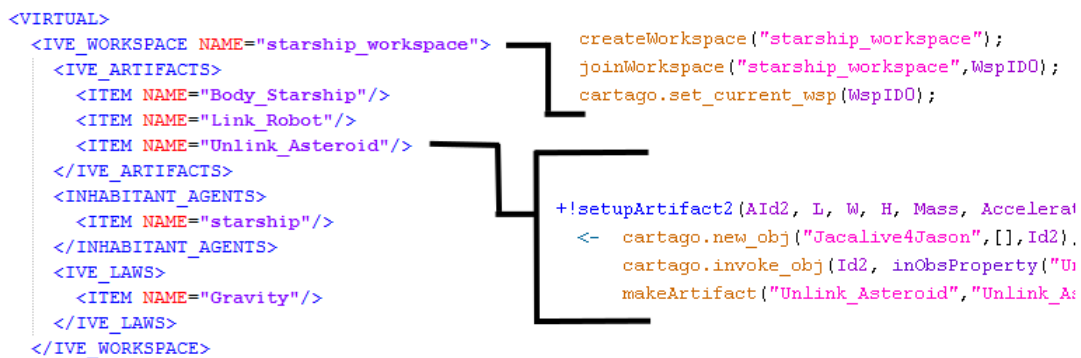 <VIRTUAL>
<IVE_WORKSPACE NAME="starship_workspace">
<IVE_ARTIFACTS>
<ITEM NAME="Body_Starship"/>
<ITEM NAME="Link_Robot"/>
<ITEM NAME="Unlink_Asteroid"/>
</IVE_ARTIFACTS>
<INHABITANT_AGENTS>
<ITEM NAME="starship"/>
</INHABITANT_AGENTS>
<IVE_LAWS>
<ITEM NAME="Gravity"/>
</IVE_LAWS>
</IVE_WORKSPACE>
createWorkspace("starship_workspace");
joinWorkspace("starship_workspace",WspID0);
cartago.set_current_wsp(WspID0);
+!setupArtifact2(AId2, L, W, H, Mass, Accelerat
<- cartago.new_obj("Jacalive4Jason",[],Id2)
cartago.invoke_obj(Id2, inObsProperty("Un
makeArtifact("Unlink_Asteroid","Unlink_As